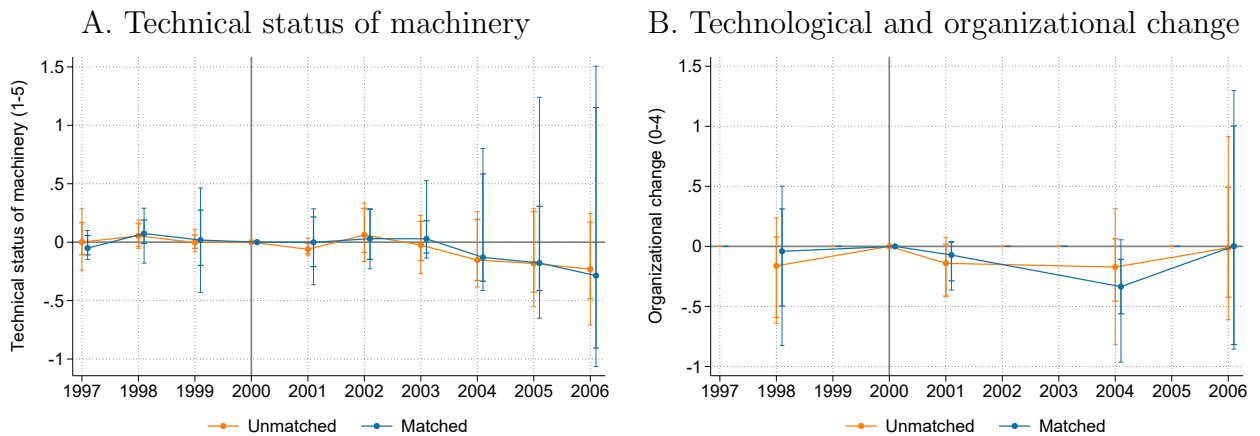 A. Technical status of machinery
Technical status of machinery (1-5)
1.5
1
.5
0
-.5
-1
1997 1998 1999 2000 2001 2002 2003 2004 2005 2006
Unmatched Matched
B. Technological and organizational change
Organizational change (0-4)
1.5
1
.5
0
-.5
-1
1997 1998 1999 2000 2001 2002 2003 2004 2005 2006
Unmatched Matched